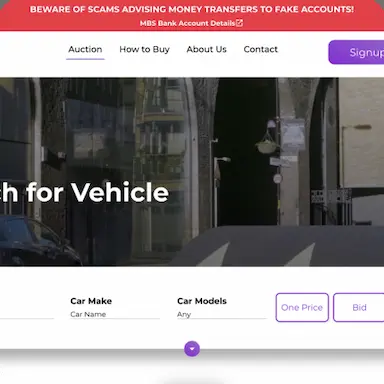 BEWARE OF SCAMS ADVISING MONEY TRANSFERS TO FAKE ACCOUNTS!
MBS Bank Account Details
Auction How to Buy About Us Contact Signup
ch for Vehicle
Car Make Car Models
Car Name Any
One Price Bid